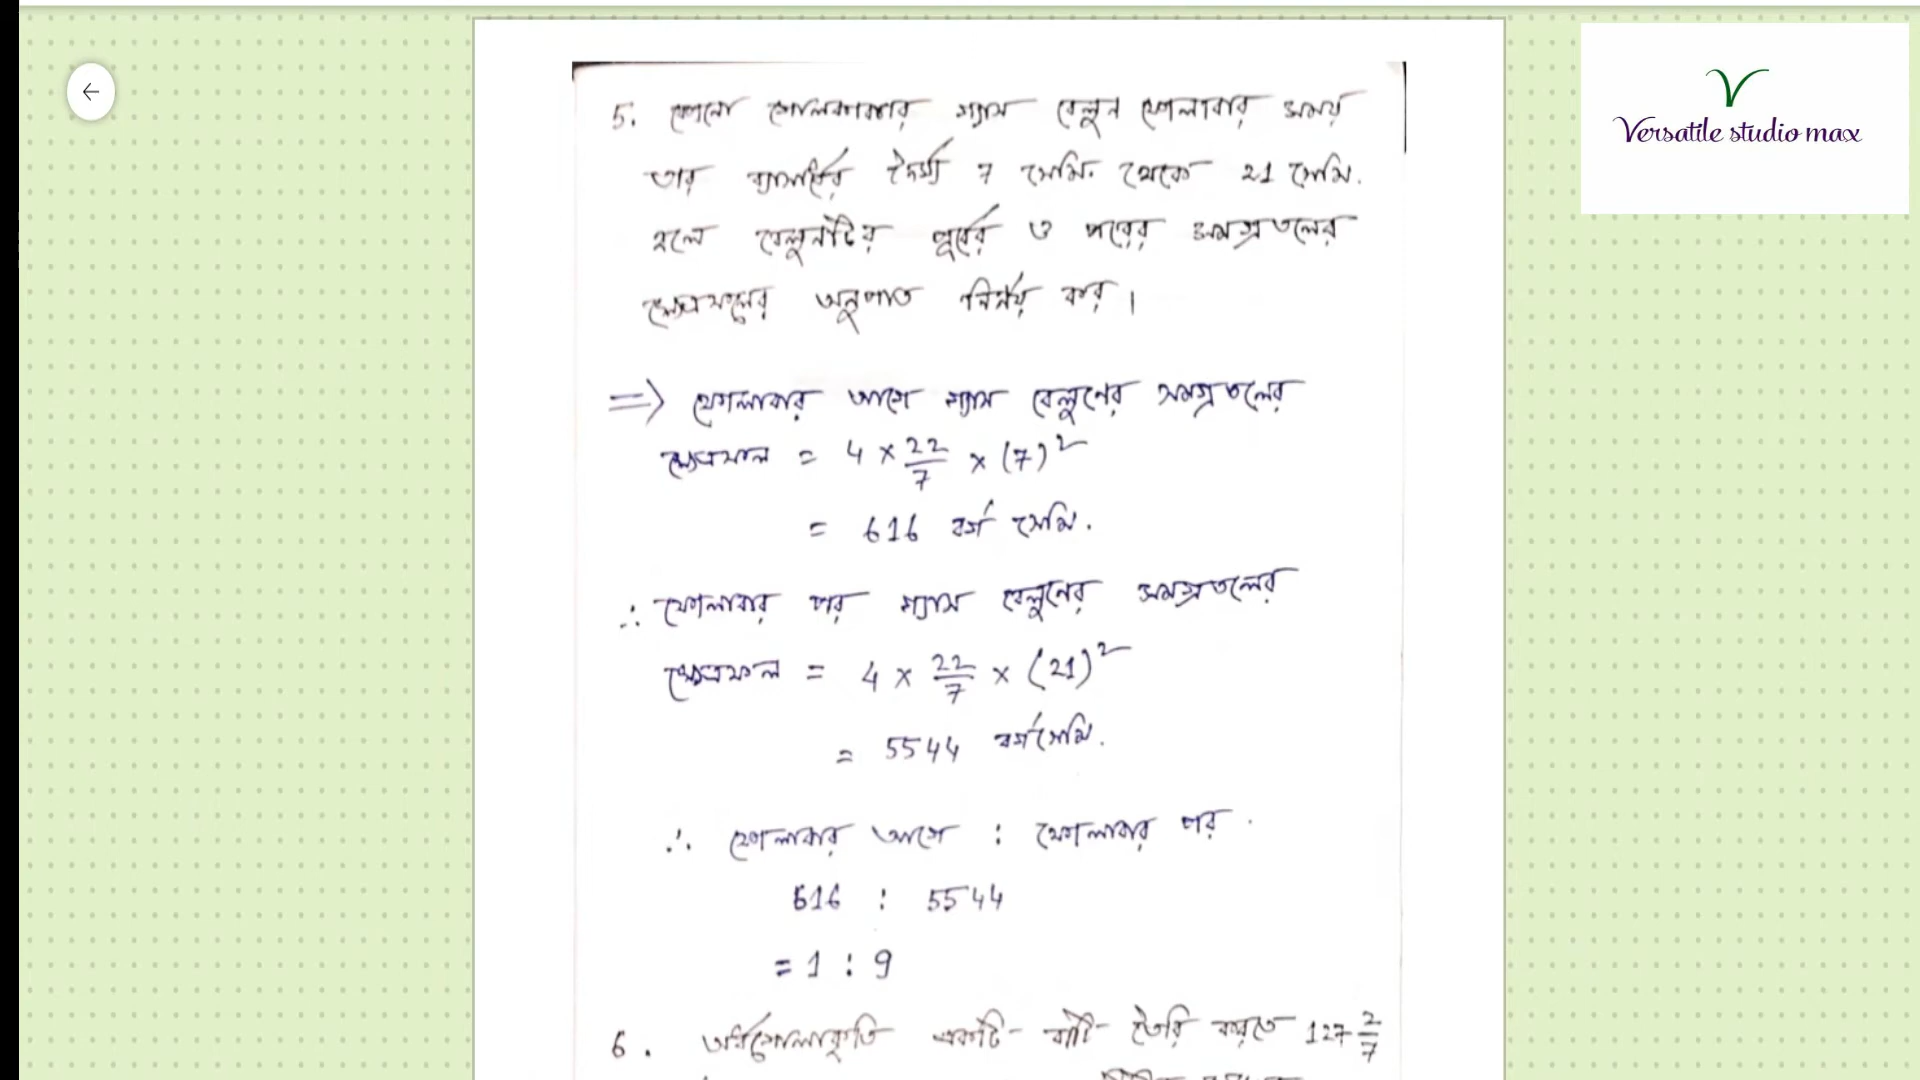 5. কোনো গোলকাকার গ্যাস বেলুন ফোলাবার সময়
তার ব্যাসার্ধের দৈর্ঘ্য 7 সেমি. থেকে 21 সেমি.
হলে বেলুনটির পূর্বের ও পরের সমগ্রতলের
ক্ষেত্রফলের অনুপাত নির্ণয় কর।
=> ফোলাবার আগে গ্যাস বেলুনের সমগ্রতলের
ক্ষেত্রফল = 4 × 22/7 × (7)²
= 616 বর্গ সেমি.
∴ ফোলাবার পর গ্যাস বেলুনের সমগ্রতলের
ক্ষেত্রফল = 4 × 22/7 × (21)²
= 5544 বর্গসেমি.
∴ ফোলাবার আগে : ফোলাবার পর.
616 : 5544
= 1 : 9
6. অর্ধগোলাকৃতি একটি বাটি তৈরি করতে 127 2/7
V
Versatile studio max